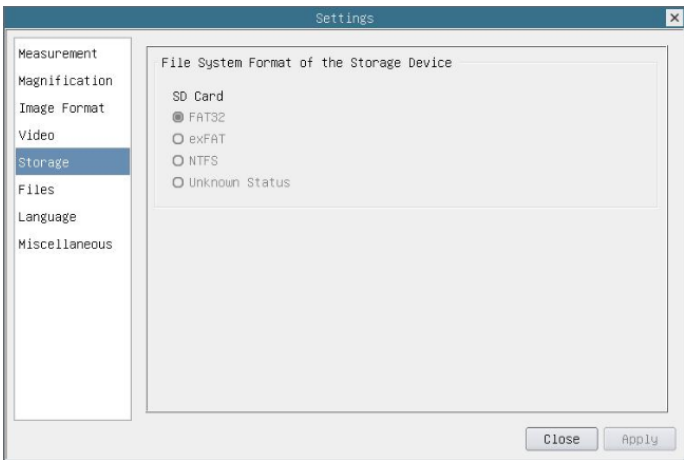 Settings
Measurement
Magnification
Image Format
Video
Storage
Files
Language
Miscellaneous
File System Format of the Storage Device
SD Card
FAT32
exFAT
NTFS
Unknown Status
Close
Apply